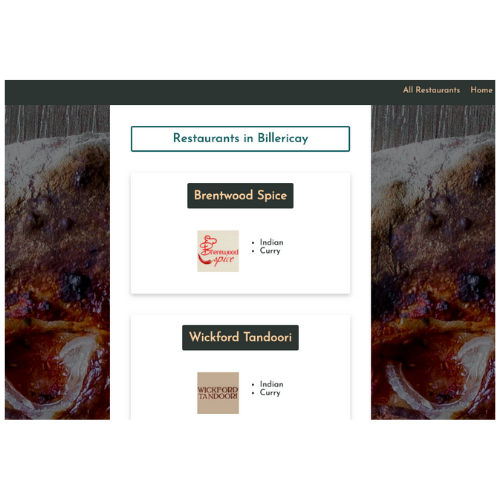 All Restaurants Home
Restaurants in Billericay
Brentwood Spice
Brentwood
Spice
Indian
Curry
Wickford Tandoori
WICKFORD
TANDOORI
Indian
Curry